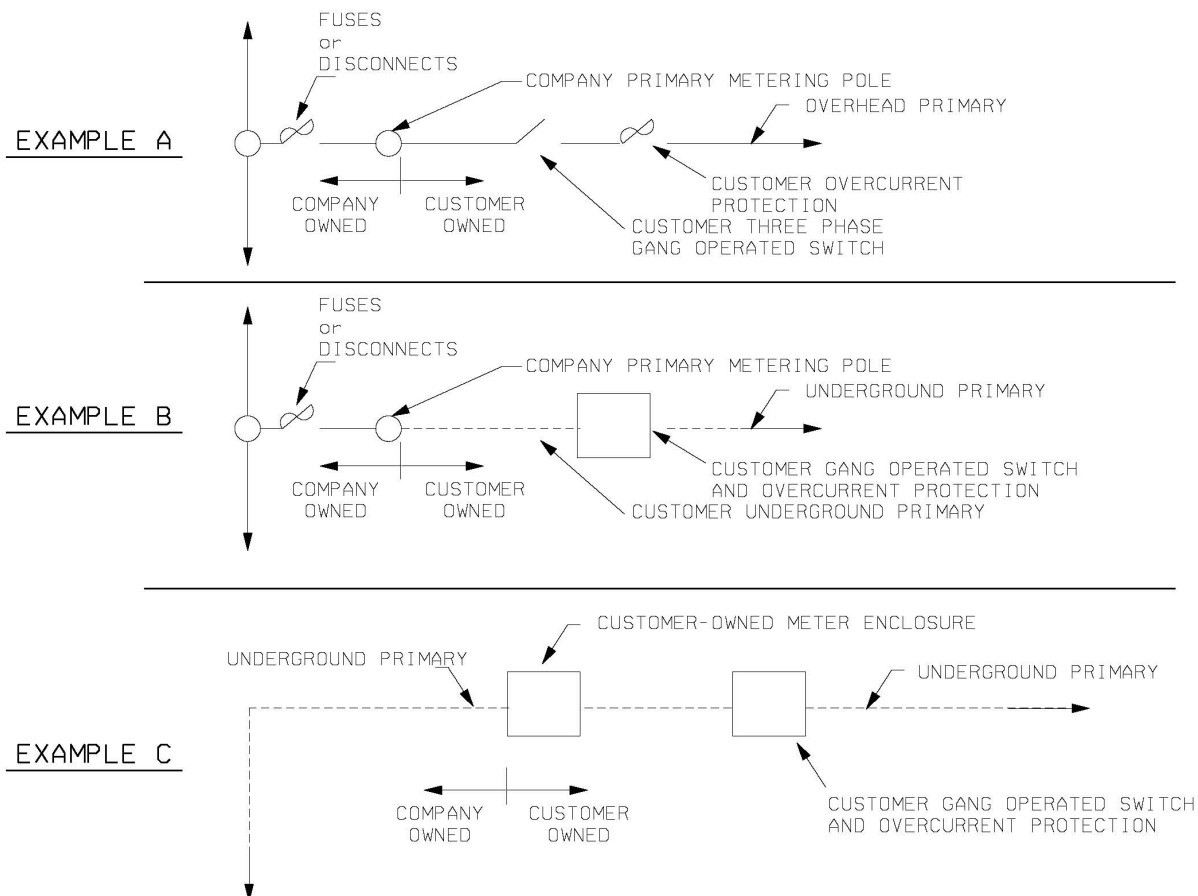 FUSES
or
DISCONNECTS
COMPANY PRIMARY METERING POLE
OVERHEAD PRIMARY
EXAMPLE A
COMPANY
OWNED
CUSTOMER
OWNED
CUSTOMER OVERCURRENT
PROTECTION
CUSTOMER THREE PHASE
GANG OPERATED SWITCH
FUSES
or
DISCONNECTS
COMPANY PRIMARY METERING POLE
UNDERGROUND PRIMARY
EXAMPLE B
COMPANY
OWNED
CUSTOMER
OWNED
CUSTOMER GANG OPERATED SWITCH
AND OVERCURRENT PROTECTION
CUSTOMER UNDERGROUND PRIMARY
CUSTOMER-OWNED METER ENCLOSURE
UNDERGROUND PRIMARY
UNDERGROUND PRIMARY
EXAMPLE C
COMPANY
OWNED
CUSTOMER
OWNED
CUSTOMER GANG OPERATED SWITCH
AND OVERCURRENT PROTECTION